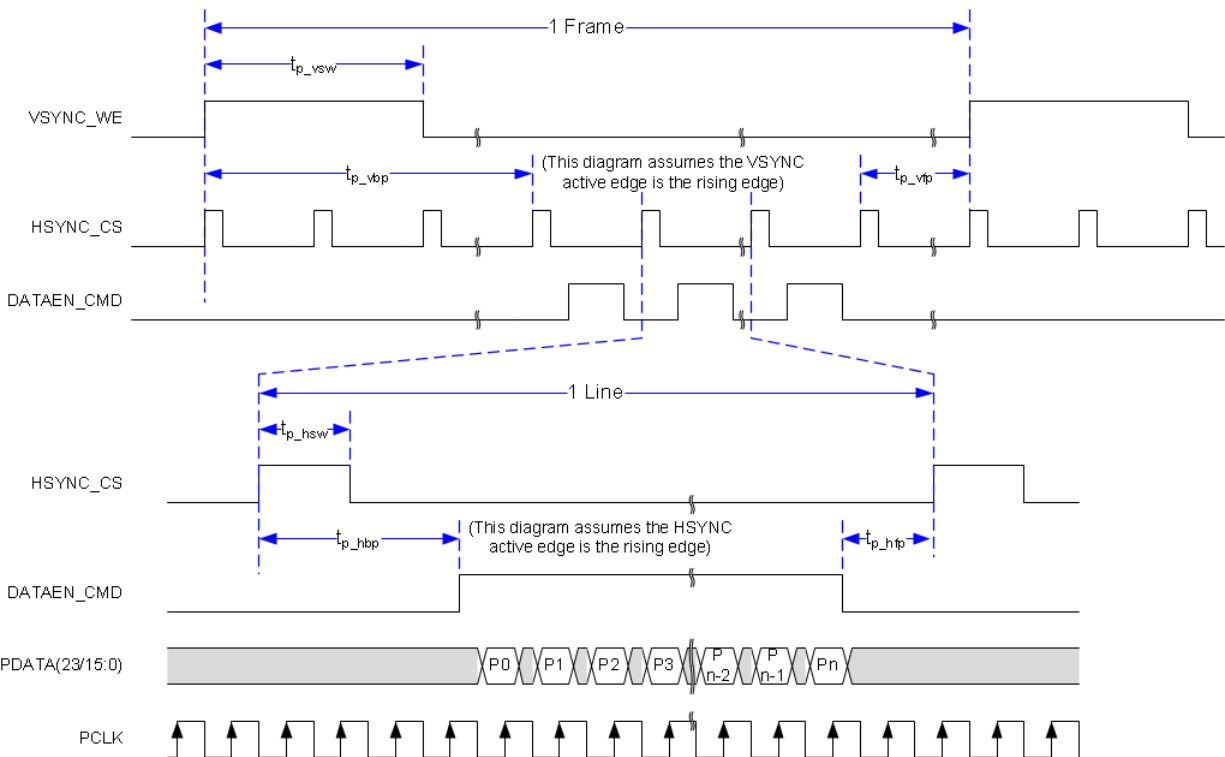 1 Frame
tp_vsw
VSYNC_WE
(This diagram assumes the VSYNC
active edge is the rising edge)
tp_vbp
tp_vfp
HSYNC_CS
DATAEN_CMD
1 Line
tp_hsw
HSYNC_CS
(This diagram assumes the HSYNC
active edge is the rising edge)
tp_hbp
tp_hfp
DATAEN_CMD
PDATA(23/15:0)
P0
P1
P2
P3
P
n-2
P
n-1
Pn
PCLK